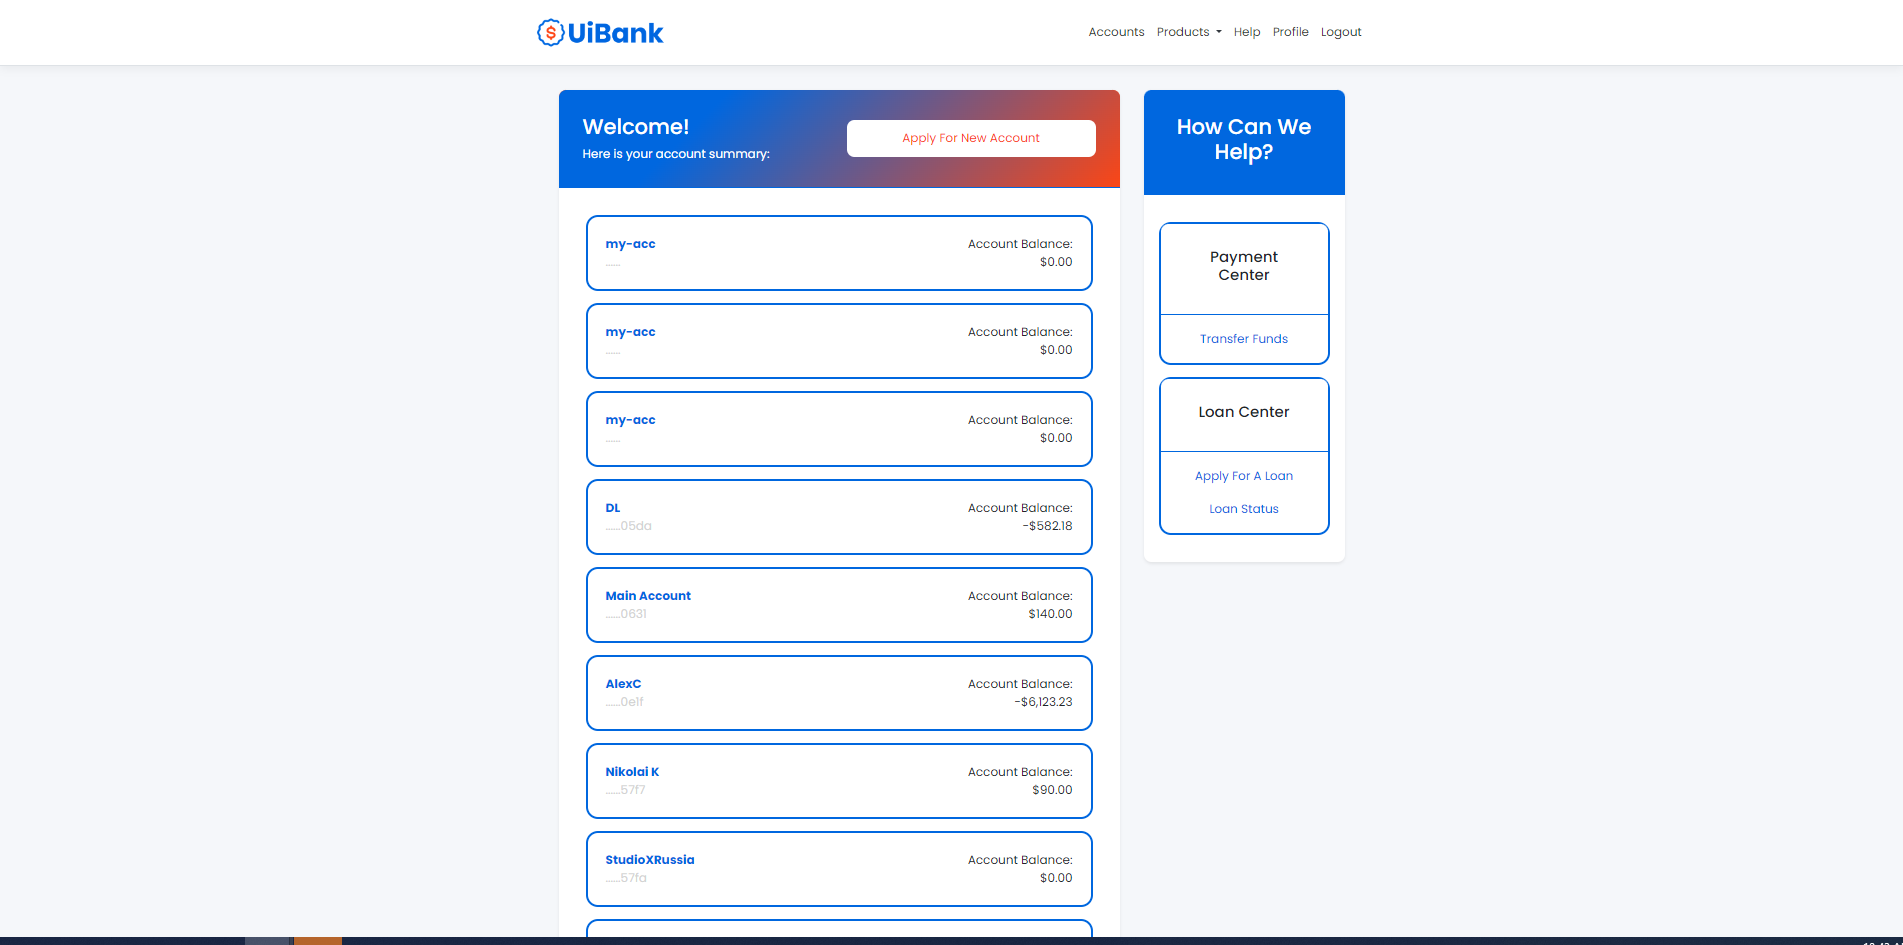 UiBank
Accounts Products Help Profile Logout
Welcome!
Here is your account summary:
Apply For New Account
my-acc Account Balance:
...... $0.00
my-acc Account Balance:
...... $0.00
my-acc Account Balance:
...... $0.00
DL Account Balance:
......05da -$582.18
Main Account Account Balance:
......0631 $140.00
AlexC Account Balance:
......0e1f -$6,123.23
Nikolai K Account Balance:
......57f7 $90.00
StudioXRussia Account Balance:
......57fa $0.00
How Can We
Help?
Payment
Center
Transfer Funds
Loan Center
Apply For A Loan
Loan Status